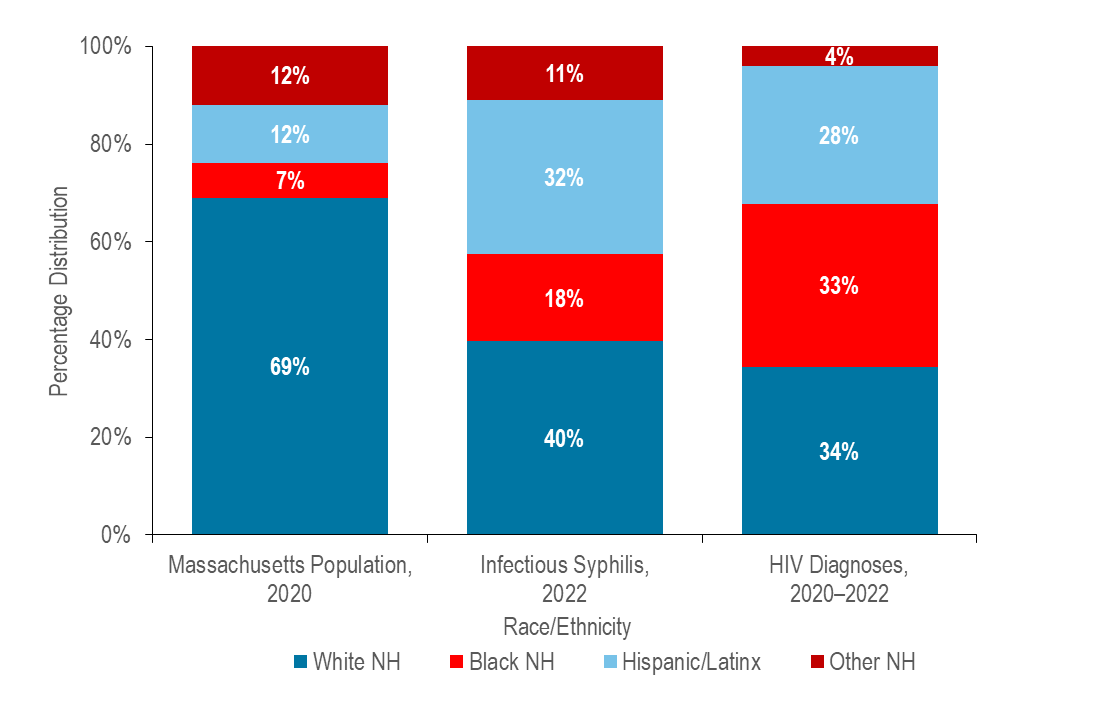 100%
80%
60%
40%
20%
0%
Percentage Distribution
12%
12%
7%
69%
11%
32%
18%
40%
4%
28%
33%
34%
Massachusetts Population,
2020
Infectious Syphilis,
2022
HIV Diagnoses,
2020–2022
Race/Ethnicity
White NH
Black NH
Hispanic/Latinx
Other NH